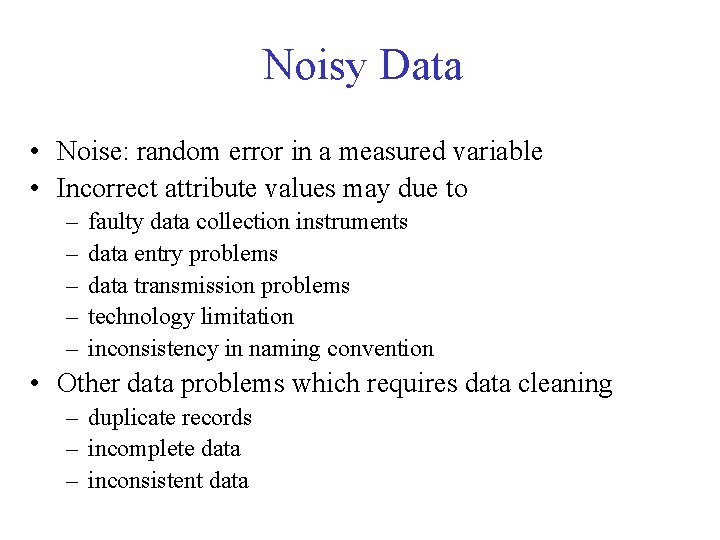 Noisy Data
• Noise: random error in a measured variable
• Incorrect attribute values may due to
– faulty data collection instruments
– data entry problems
– data transmission problems
– technology limitation
– inconsistency in naming convention
• Other data problems which requires data cleaning
– duplicate records
– incomplete data
– inconsistent data